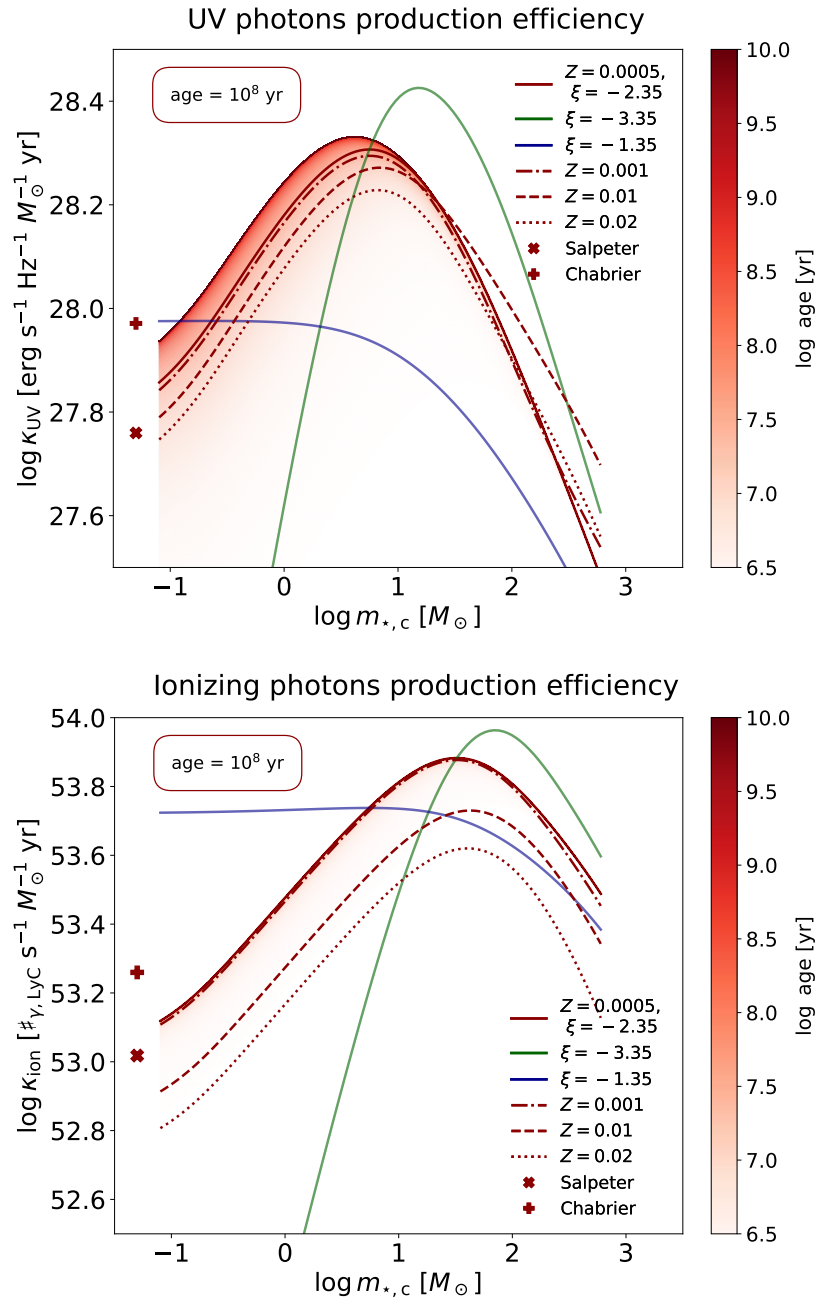 UV photons production efficiency
age = 10⁸ yr
Z = 0.0005,
ξ = −2.35
ξ = −3.35
ξ = −1.35
Z = 0.001
Z = 0.01
Z = 0.02
Salpeter
Chabrier
28.4
28.2
28.0
27.8
27.6
log κ_UV [erg s⁻¹ Hz⁻¹ M_⊙⁻¹ yr]
−1 0 1 2 3
log m_⋆,c [M_⊙]
10.0
9.5
9.0
8.5
8.0
7.5
7.0
6.5
log age [yr]
Ionizing photons production efficiency
age = 10⁸ yr
54.0
53.8
53.6
53.4
53.2
53.0
52.8
52.6
log κ_ion [♯_γ,LyC s⁻¹ M_⊙⁻¹ yr]
Z = 0.0005,
ξ = −2.35
ξ = −3.35
ξ = −1.35
Z = 0.001
Z = 0.01
Z = 0.02
Salpeter
Chabrier
−1 0 1 2 3
log m_⋆,c [M_⊙]
10.0
9.5
9.0
8.5
8.0
7.5
7.0
6.5
log age [yr]